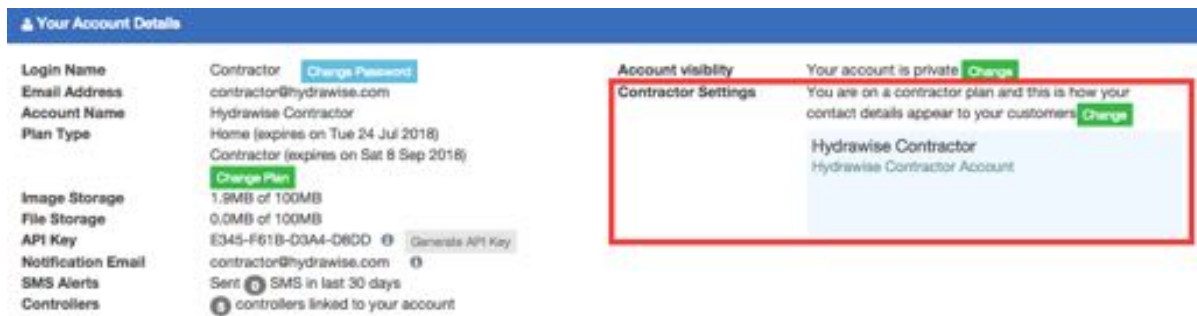 Your Account Details
Login Name Contractor Change Password
Email Address contractor@hydrawise.com
Account Name Hydrawise Contractor
Plan Type Home (expires on Tue 24 Jul 2018)
Contractor (expires on Sat 8 Sep 2018)
Change Plan
Image Storage 1.9MB of 100MB
File Storage 0.0MB of 100MB
API Key E345-F61B-D3A4-D8DD Generate API Key
Notification Email contractor@hydrawise.com
SMS Alerts Sent 0 SMS in last 30 days
Controllers controllers linked to your account
Account visiblity Your account is private Change
Contractor Settings You are on a contractor plan and this is how your
contact details appear to your customers Change
Hydrawise Contractor
Hydrawise Contractor Account